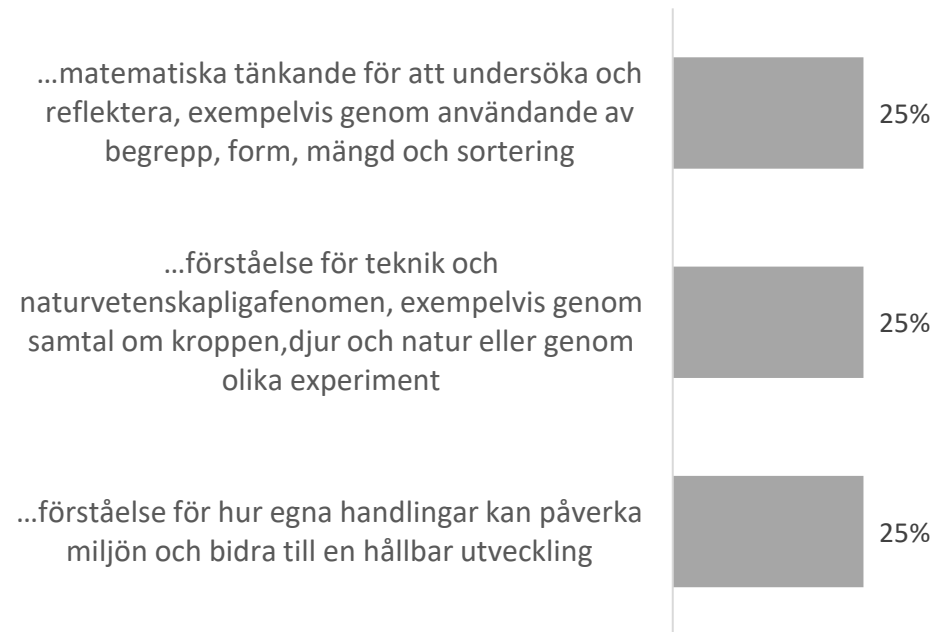 ...matematiska tänkande för att undersöka och
reflektera, exempelvis genom användande av
begrepp, form, mängd och sortering
25%
...förståelse för teknik och
naturvetenskapligafenomen, exempelvis genom
samtal om kroppen,djur och natur eller genom
olika experiment
25%
...förståelse för hur egna handlingar kan påverka
miljön och bidra till en hållbar utveckling
25%